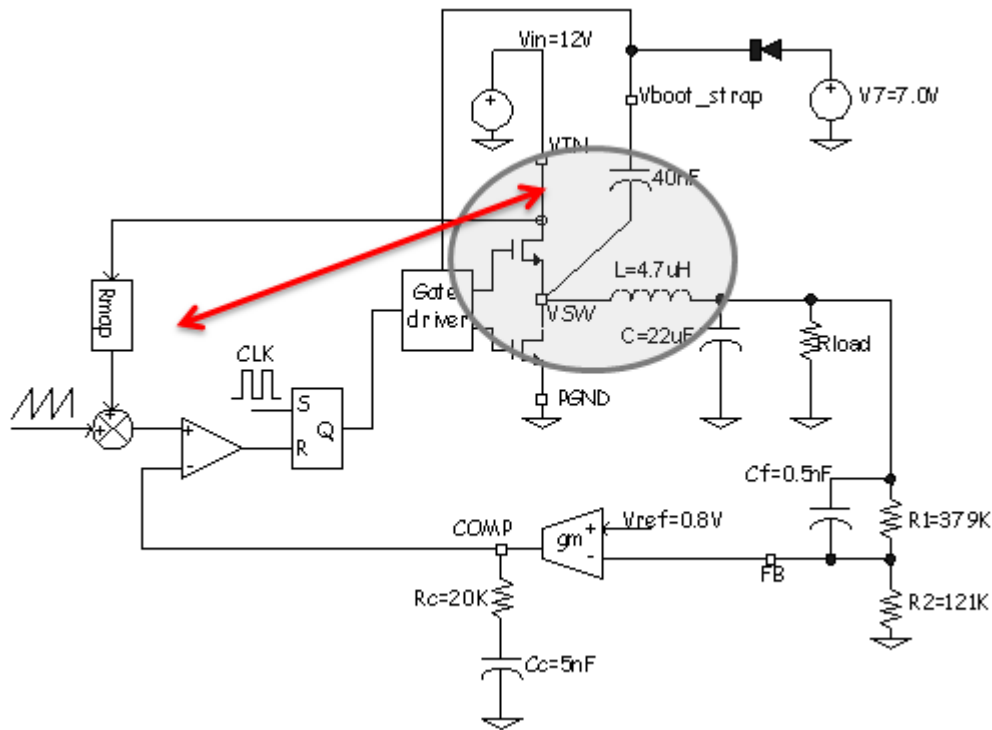 Vin=12V
Vboot_strap
V7=7.0V
VIN
40nF
Rmap
Gate
driver
L=4.7uH
VSW
C=22uF
Rload
CLK
PGND
S
Q
R
Cf=0.5nF
R1=379K
COMP
gm
Vref=0.8V
FB
Rc=20K
R2=121K
Cc=5nF